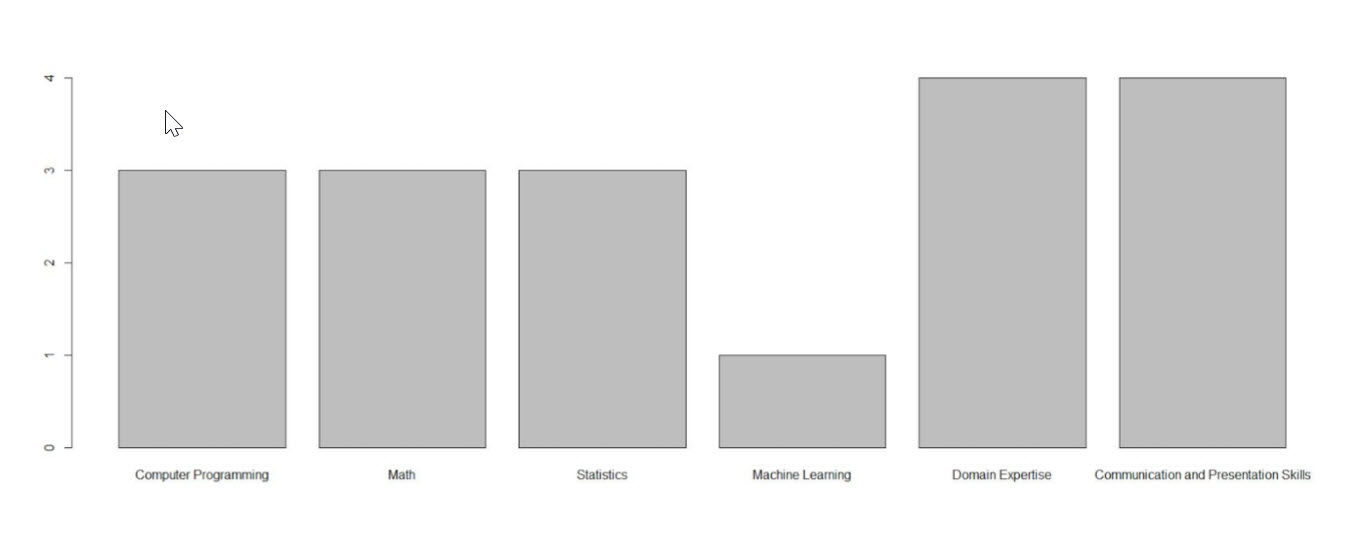 4
3
2
1
0
Computer Programming
Math
Statistics
Machine Learning
Domain Expertise
Communication and Presentation Skills